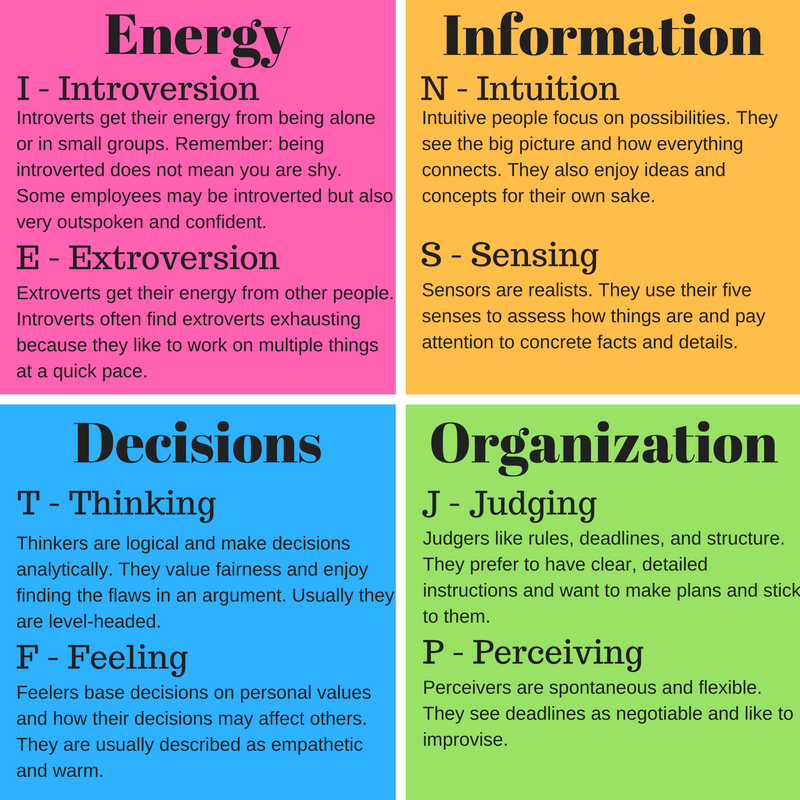 Energy
I - Introversion
Introverts get their energy from being alone
or in small groups. Remember: being
introverted does not mean you are shy.
Some employees may be introverted but also
very outspoken and confident.
E - Extroversion
Extroverts get their energy from other people.
Introverts often find extroverts exhausting
because they like to work on multiple things
at a quick pace.
Information
N - Intuition
Intuitive people focus on possibilities. They
see the big picture and how everything
connects. They also enjoy ideas and
concepts for their own sake.
S - Sensing
Sensors are realists. They use their five
senses to assess how things are and pay
attention to concrete facts and details.
Decisions
T - Thinking
Thinkers are logical and make decisions
analytically. They value fairness and enjoy
finding the flaws in an argument. Usually they
are level-headed.
F - Feeling
Feelers base decisions on personal values
and how their decisions may affect others.
They are usually described as empathetic
and warm.
Organization
J - Judging
Judgers like rules, deadlines, and structure.
They prefer to have clear, detailed
instructions and want to make plans and stick
to them.
P - Perceiving
Perceivers are spontaneous and flexible.
They see deadlines as negotiable and like to
improvise.